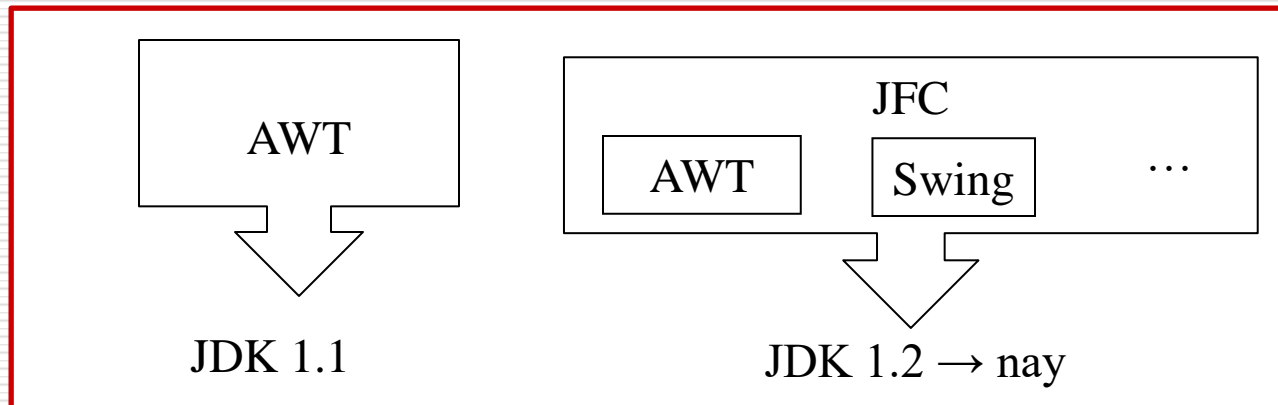 AWT
JDK 1.1
JFC
AWT
Swing
…
JDK 1.2 → nay